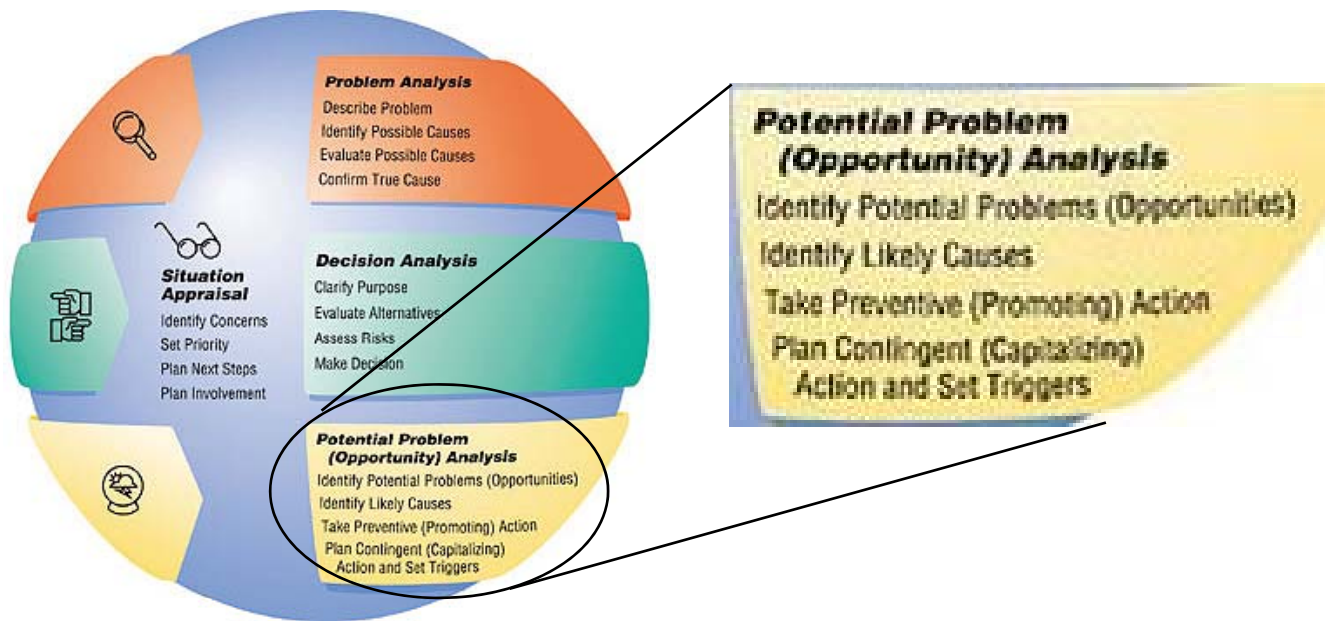 Problem Analysis
Describe Problem
Identify Possible Causes
Evaluate Possible Causes
Confirm True Cause
Situation
Appraisal
Identify Concerns
Set Priority
Plan Next Steps
Plan Involvement
Decision Analysis
Clarify Purpose
Evaluate Alternatives
Assess Risks
Make Decision
Potential Problem
(Opportunity) Analysis
Identify Potential Problems (Opportunities)
Identify Likely Causes
Take Preventive (Promoting) Action
Plan Contingent (Capitalizing)
Action and Set Triggers
Potential Problem
(Opportunity) Analysis
Identify Potential Problems (Opportunities)
Identify Likely Causes
Take Preventive (Promoting) Action
Plan Contingent (Capitalizing)
Action and Set Triggers